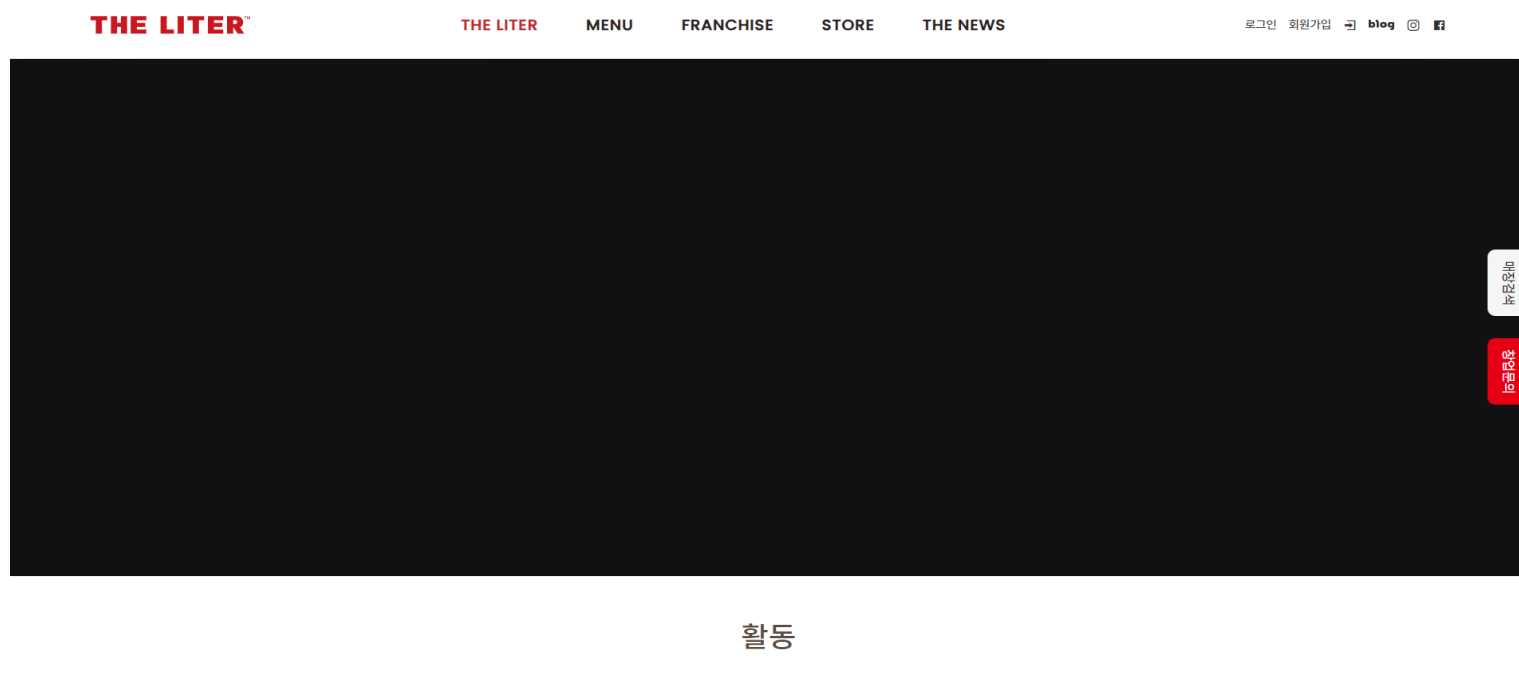 THE LITER™
THE LITER MENU FRANCHISE STORE THE NEWS
로그인 회원가입 blog
매장검색
창업문의
활동